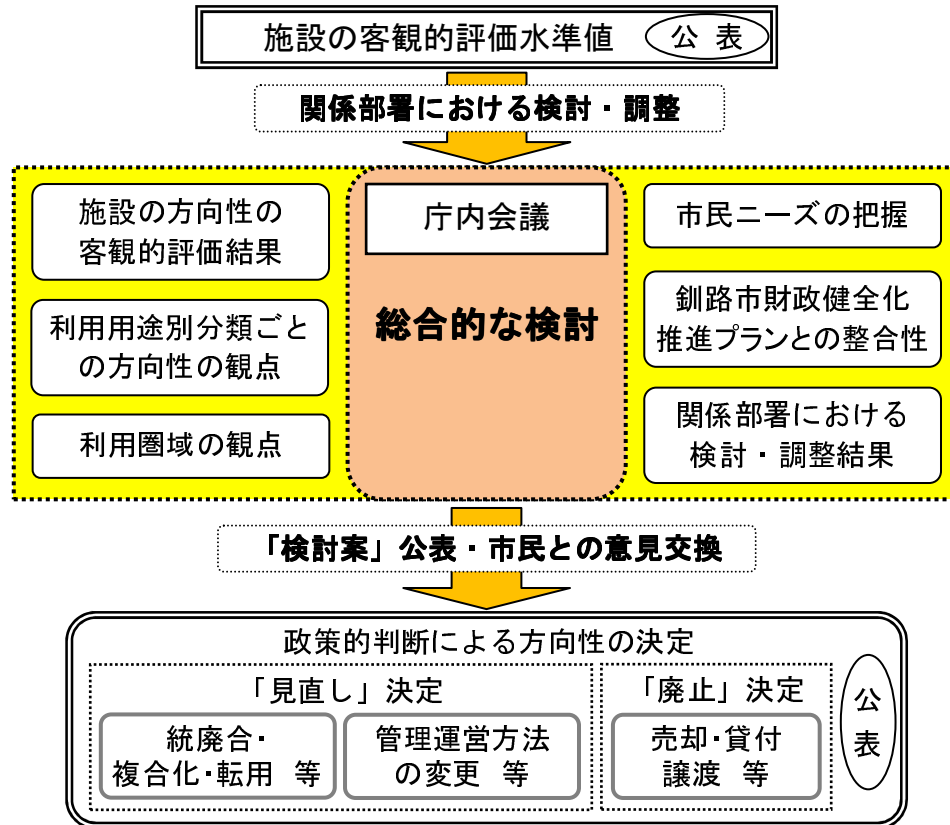 施設の客観的評価水準値 公 表
関係部署における検討・調整
施設の方向性の
客観的評価結果
利用用途別分類ごと
の方向性の観点
利用圏域の観点
庁内会議
総合的な検討
市民ニーズの把握
釧路市財政健全化
推進プランとの整合性
関係部署における
検討・調整結果
「検討案」公表・市民との意見交換
政策的判断による方向性の決定
「見直し」決定
統廃合・
複合化・転用 等
管理運営方法
の変更 等
「廃止」決定
売却・貸付
譲渡 等
公
表